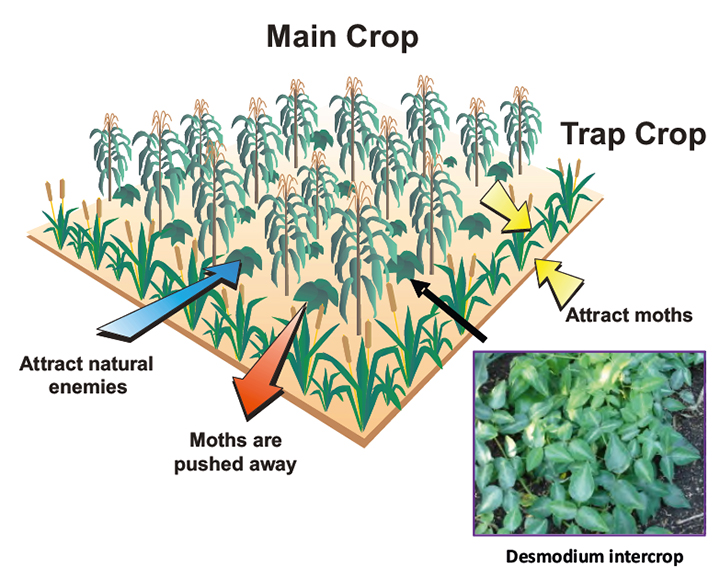 Main Crop
Trap Crop
Attract moths
Attract natural
enemies
Moths are
pushed away
Desmodium intercrop